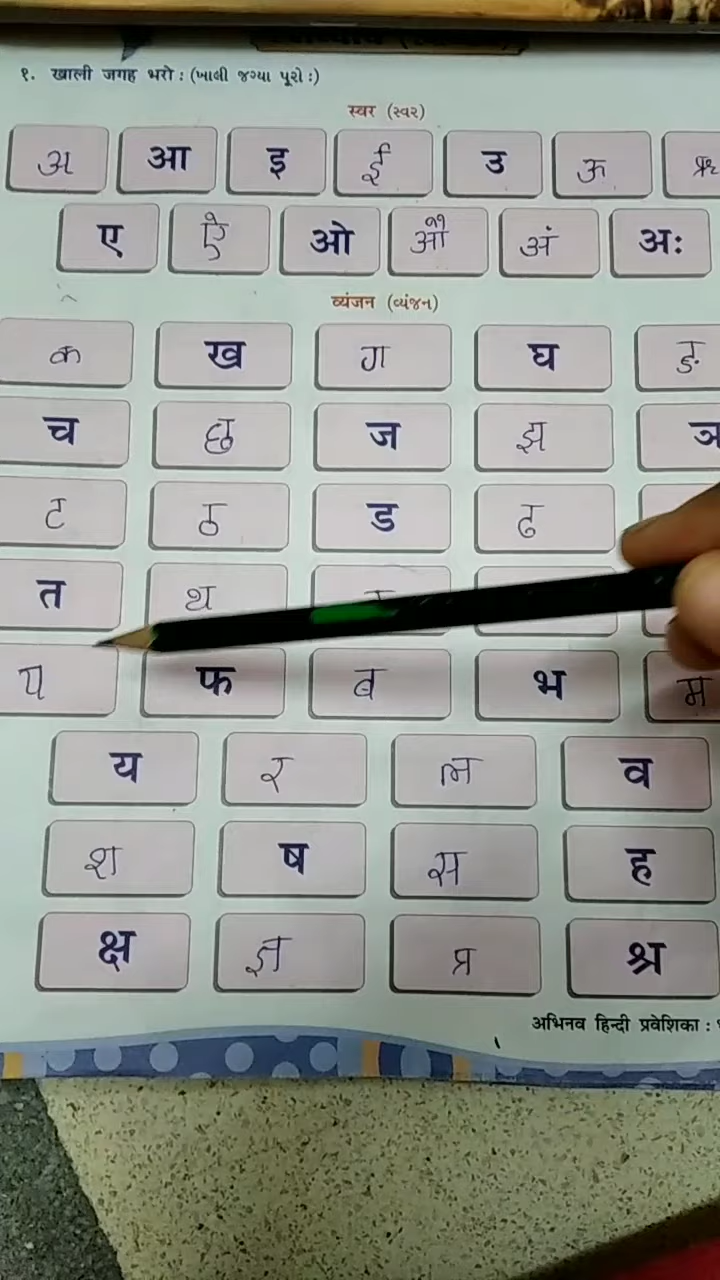 १. खाली जगह भरो : (ખાલી જગ્યા પૂરો :)
स्वर (સ્વર)
अ आ इ ई उ ऊ
ए ऐ ओ औ अं अः
व्यंजन (વ્યંજન)
क ख ग घ ङ
च छ ज झ ञ
ट ठ ड ढ
त थ
प फ ब भ म
य र ल व
श ष स ह
क्ष ज्ञ त्र श्र
अभिनव हिन्दी प्रवेशिका :